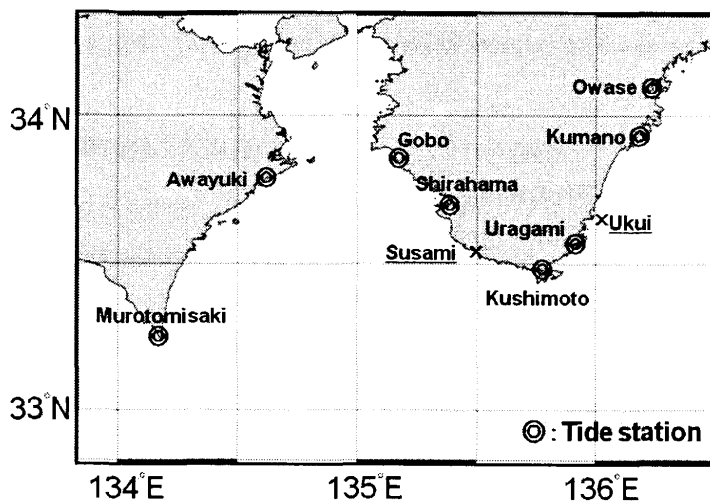 Owase
34°N
Kumano
Gobo
Awayuki
Shirahama
Uragami
Ukui
Susami
Kushimoto
Murotomisaki
33°N
: Tide station
134°E
135°E
136°E